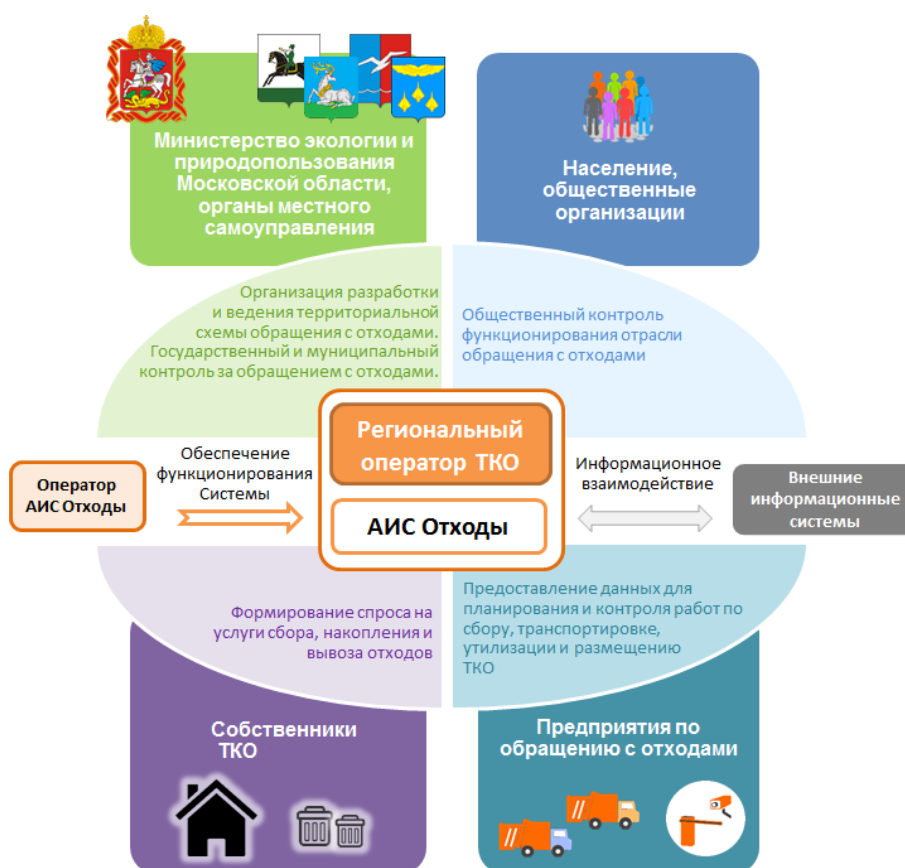 Министерство экологии и
природопользования
Московской области,
органы местного
самоуправления
Население,
общественные
организации
Организация разработки
и ведения территориальной
схемы обращения с отходами.
Государственный и муниципальный
контроль за обращением с отходами.
Общественный контроль
функционирования отрасли
обращения с отходами
Региональный
оператор ТКО
АИС Отходы
Оператор
АИС Отходы
Обеспечение
функционирования
Системы
Информационное
взаимодействие
Внешние
информационные
системы
Формирование спроса на
услуги сбора, накопления и
вывоза отходов
Предоставление данных для
планирования и контроля работ по
сбору, транспортировке,
утилизации и размещению
ТКО
Собственники
ТКО
Предприятия по
обращению с отходами